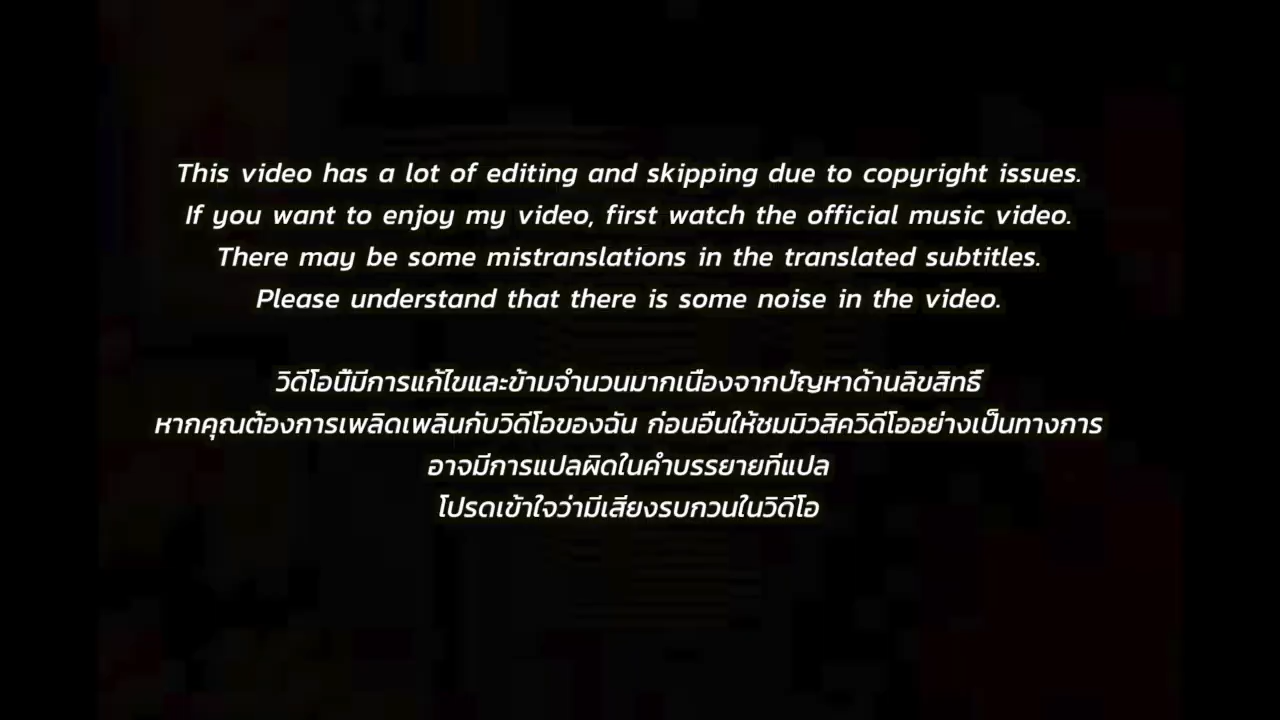 This video has a lot of editing and skipping due to copyright issues.
If you want to enjoy my video, first watch the official music video.
There may be some mistranslations in the translated subtitles.
Please understand that there is some noise in the video.
วิดีโอนี้มีการแก้ไขและข้ามจำนวนมากเนื่องจากปัญหาด้านลิขสิทธิ์
หากคุณต้องการเพลิดเพลินกับวิดีโอของฉัน ก่อนอื่นให้ชมมิวสิควิดีโออย่างเป็นทางการ
อาจมีการแปลผิดในคำบรรยายที่แปล
โปรดเข้าใจว่ามีเสียงรบกวนในวิดีโอ